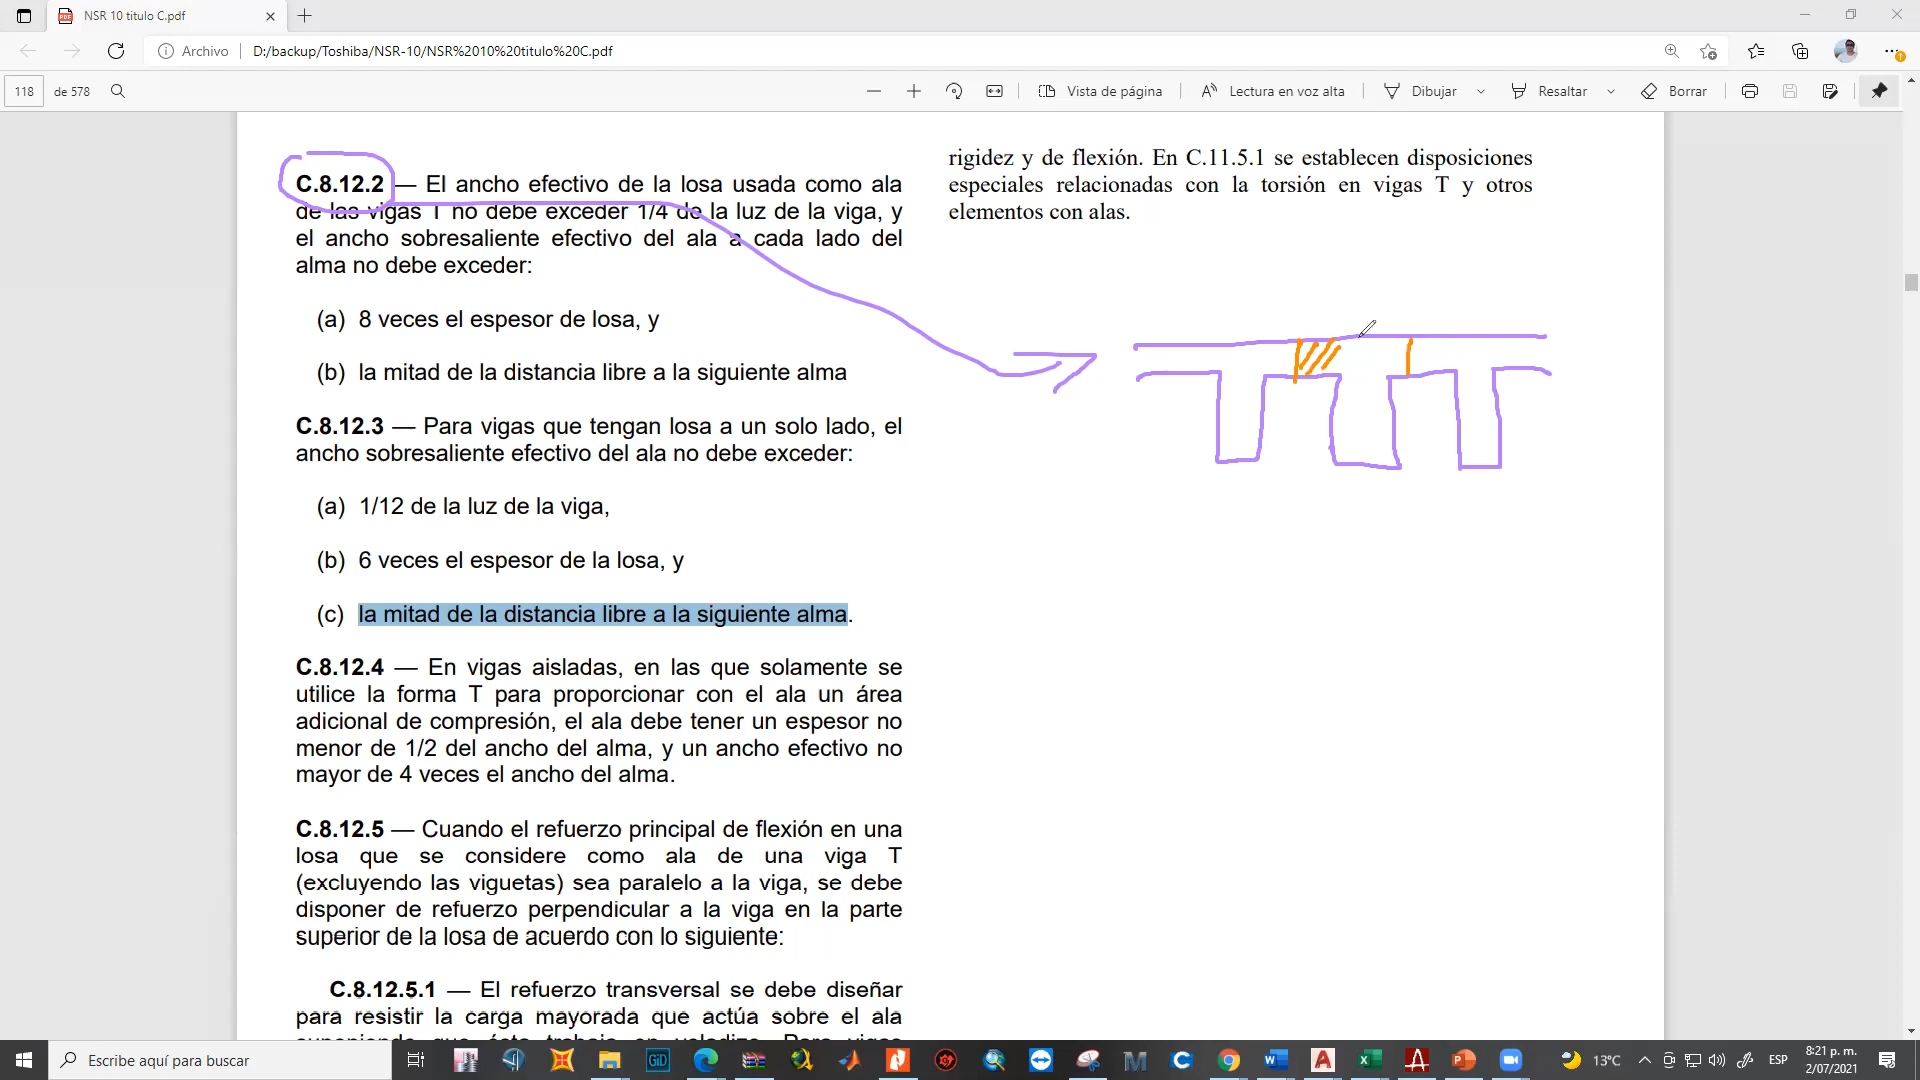 NSR 10 titulo C.pdf
Archivo
D:/backup/Toshiba/NSR-10/NSR%2010%20titulo%20C.pdf
118 de 578
Vista de página
Lectura en voz alta
Dibujar
Resaltar
Borrar
C.8.12.2 — El ancho efectivo de la losa usada como ala
de las vigas T no debe exceder 1/4 de la luz de la viga, y
el ancho sobresaliente efectivo del ala a cada lado del
alma no debe exceder:
(a) 8 veces el espesor de losa, y
(b) la mitad de la distancia libre a la siguiente alma
C.8.12.3 — Para vigas que tengan losa a un solo lado, el
ancho sobresaliente efectivo del ala no debe exceder:
(a) 1/12 de la luz de la viga,
(b) 6 veces el espesor de la losa, y
(c) la mitad de la distancia libre a la siguiente alma.
C.8.12.4 — En vigas aisladas, en las que solamente se
utilice la forma T para proporcionar con el ala un área
adicional de compresión, el ala debe tener un espesor no
menor de 1/2 del ancho del alma, y un ancho efectivo no
mayor de 4 veces el ancho del alma.
C.8.12.5 — Cuando el refuerzo principal de flexión en una
losa que se considere como ala de una viga T
(excluyendo las viguetas) sea paralelo a la viga, se debe
disponer de refuerzo perpendicular a la viga en la parte
superior de la losa de acuerdo con lo siguiente:
C.8.12.5.1 — El refuerzo transversal se debe diseñar
para resistir la carga mayorada que actúa sobre el ala
rigidez y de flexión. En C.11.5.1 se establecen disposiciones
especiales relacionadas con la torsión en vigas T y otros
elementos con alas.
Escribe aquí para buscar
GiD
13°C
ESP
8:21 p. m.
2/07/2021